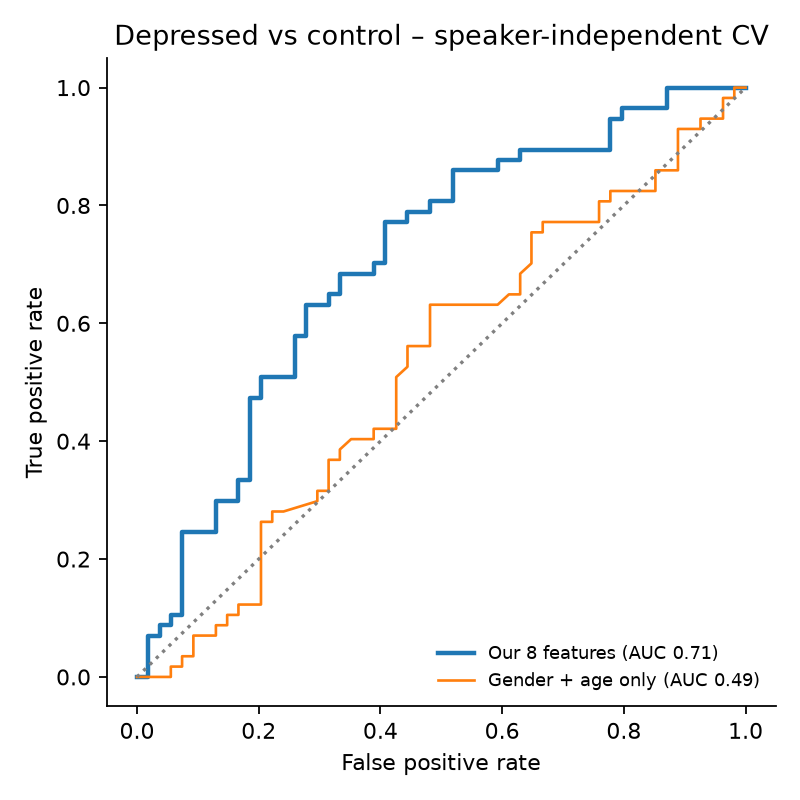 Depressed vs control – speaker-independent CV
1.0
0.8
0.6
0.4
0.2
0.0
True positive rate
Our 8 features (AUC 0.71)
Gender + age only (AUC 0.49)
0.0 0.2 0.4 0.6 0.8 1.0
False positive rate